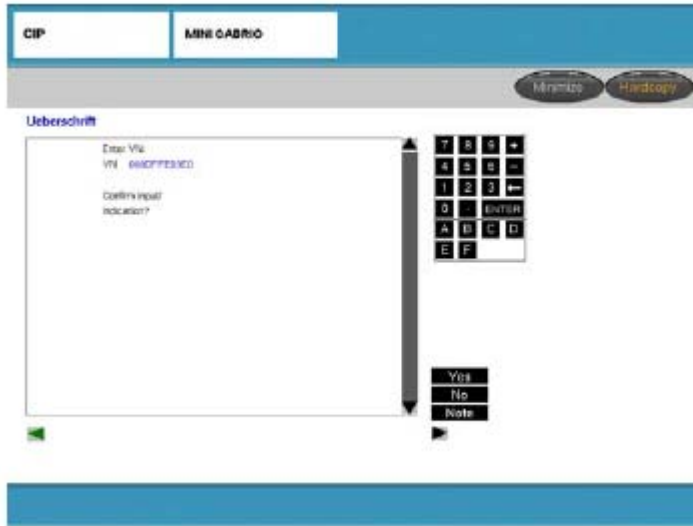 CIP MINI CABRIO
Minimize Hardcopy
Ueberschrift
Enter VIN
VIN
Confirm input
Indication?
7 8 9 +
4 5 6 -
1 2 3
0 . ENTER
A B C D
E F
Yes
No
Note